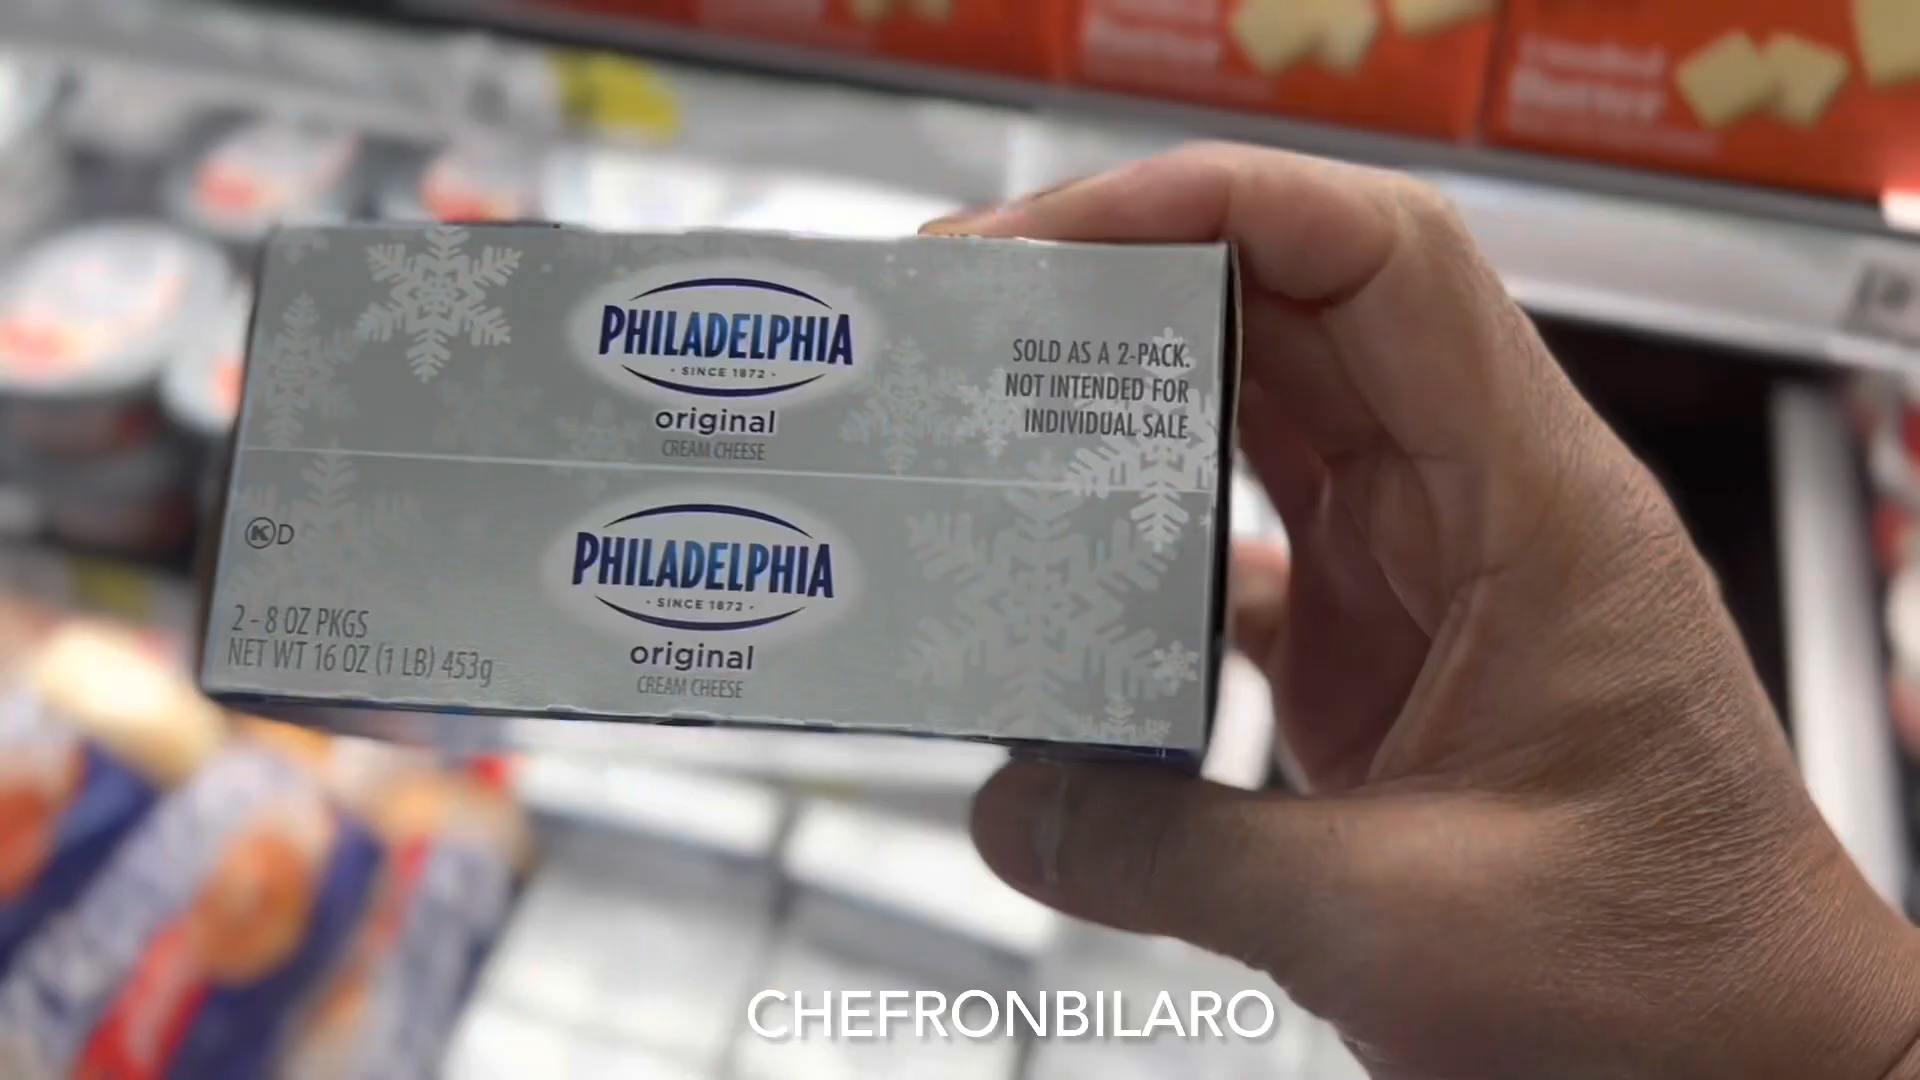 PHILADELPHIA
· SINCE 1872 ·
original
CREAM CHEESE
SOLD AS A 2-PACK.
NOT INTENDED FOR
INDIVIDUAL SALE
K D
2 - 8 OZ PKGS
NET WT 16 OZ (1 LB) 453g
PHILADELPHIA
· SINCE 1872 ·
original
CREAM CHEESE
CHEFRONBILARO